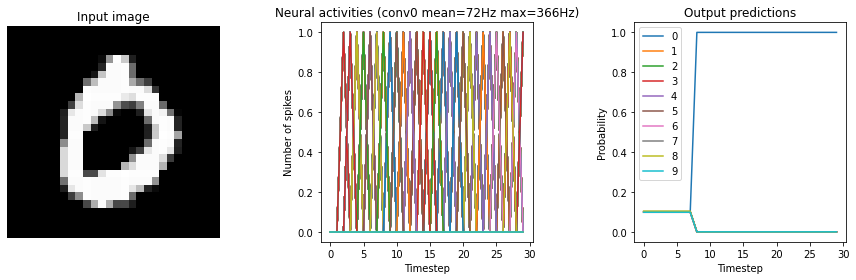 Input image
0
Neural activities (conv0 mean=72Hz max=366Hz)
Number of spikes
1.0
0.8
0.6
0.4
0.2
0.0
0 5 10 15 20 25 30
Timestep
Output predictions
Probability
1.0
0.8
0.6
0.4
0.2
0.0
0
1
2
3
4
5
6
7
8
9
0 5 10 15 20 25 30
Timestep